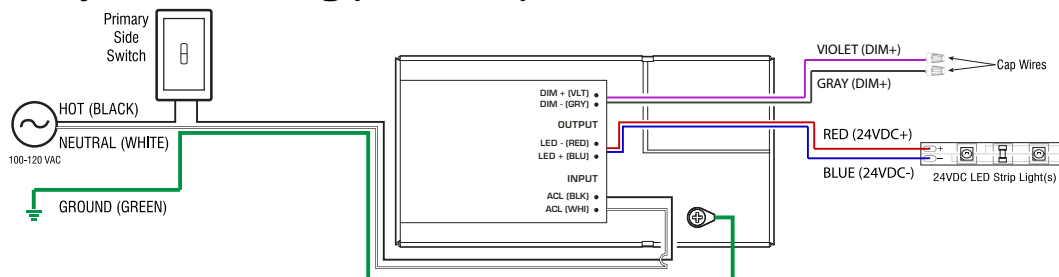 Primary
Side
Switch
HOT (BLACK)
NEUTRAL (WHITE)
100-120 VAC
GROUND (GREEN)
DIM + (VLT)
DIM - (GRY)
OUTPUT
LED - (RED)
LED + (BLU)
INPUT
ACL (BLK)
ACL (WHI)
VIOLET (DIM+)
GRAY (DIM+)
Cap Wires
RED (24VDC+)
BLUE (24VDC-)
+
-
24VDC LED Strip Light(s)